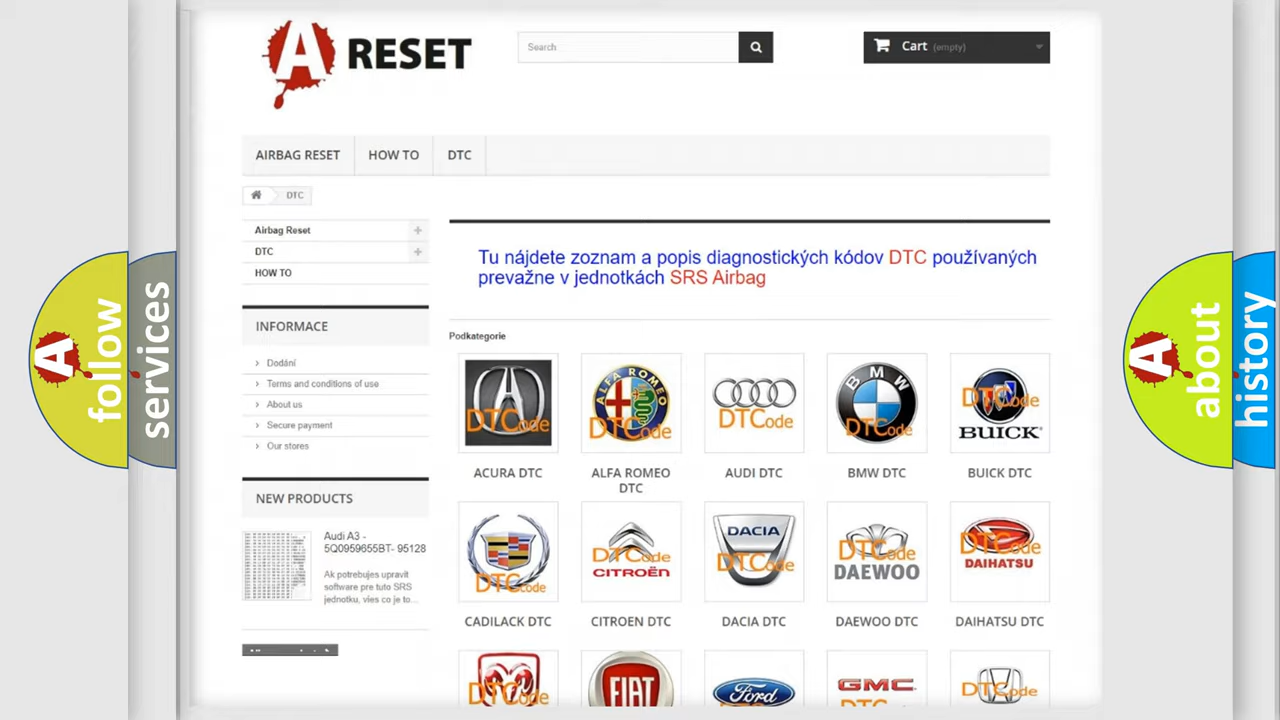 A RESET
Search
Cart (empty)
AIRBAG RESET
HOW TO
DTC
DTC
Airbag Reset
DTC
HOW TO
Tu nájdete zoznam a popis diagnostických kódov DTC používaných
prevažne v jednotkách SRS Airbag
INFORMACE
Dodání
Terms and conditions of use
About us
Secure payment
Our stores
NEW PRODUCTS
Audi A3 -
5Q0959655BT- 95128
Ak potrebujes upravit
software pre tuto SRS
jednotku, vies co je to...
Podkategorie
DTCode
ALFA ROMEO
DTCode
DTCode
BMW
DTCode
DTCode
BUICK
ACURA DTC
ALFA ROMEO
DTC
AUDI DTC
BMW DTC
BUICK DTC
DTCode
DTCode
CITROËN
DACIA
DTCode
DTCode
DAEWOO
DTCode
DAIHATSU
CADILACK DTC
CITROEN DTC
DACIA DTC
DAEWOO DTC
DAIHATSU DTC
DTCode
FIAT
Ford
GMC
DTCode
A follow
services
A about
history